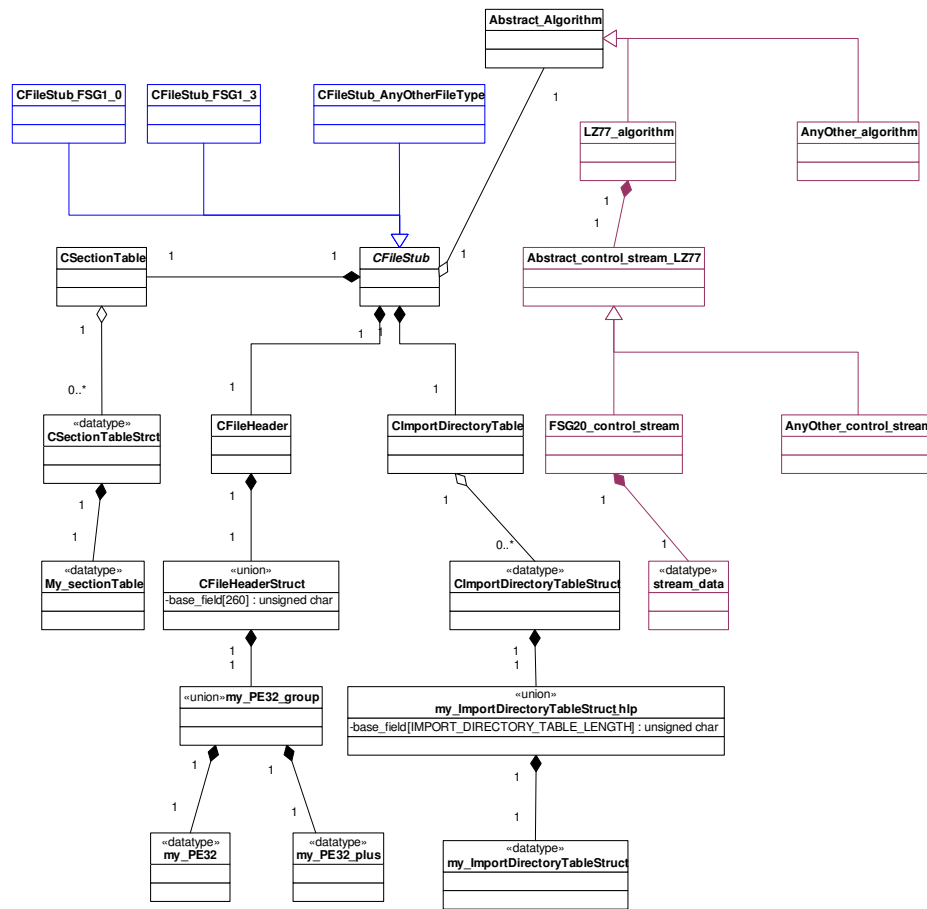 Abstract_Algorithm
CFileStub_FSG1_0
CFileStub_FSG1_3
CFileStub_AnyOtherFileType
1
LZ77_algorithm
AnyOther_algorithm
1
1
CSectionTable
1
1
CFileStub
1
Abstract_control_stream_LZ77
1
1
1
0..*
1
1
«datatype»
CSectionTableStrct
CFileHeader
CImportDirectoryTable
FSG20_control_stream
AnyOther_control_stream
1
1
1
1
1
1
0..*
1
«datatype»
My_sectionTable
«union»
CFileHeaderStruct
-base_field[260] : unsigned char
«datatype»
CImportDirectoryTableStruct
«datatype»
stream_data
1
1
1
1
«union»my_PE32_group
«union»
my_ImportDirectoryTableStruct_hlp
-base_field[IMPORT_DIRECTORY_TABLE_LENGTH] : unsigned char
1
1
1
1
1
1
«datatype»
my_PE32
«datatype»
my_PE32_plus
«datatype»
my_ImportDirectoryTableStruct